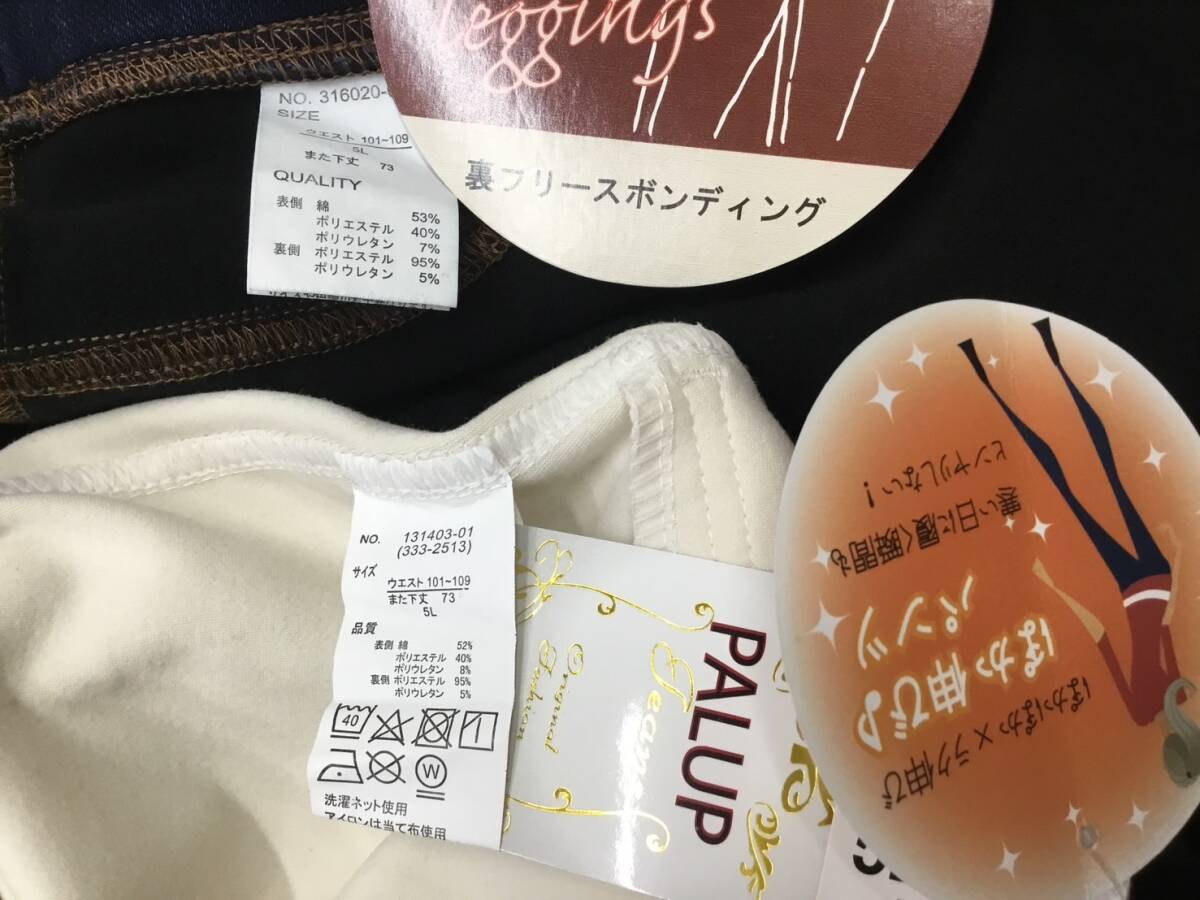 Leggings
裏フリースボンディング
NO. 316020-
SIZE
ウエスト 101~109
5L
また下丈 73
QUALITY
表側 綿 53%
ポリエステル 40%
ポリウレタン 7%
裏側 ポリエステル 95%
ポリウレタン 5%
NO. 131403-01
(333-2513)
サイズ
ウエスト 101~109
また下丈 73
5L
品質
表側 綿 52%
ポリエステル 40%
ポリウレタン 8%
裏側 ポリエステル 95%
ポリウレタン 5%
40
W
洗濯ネット使用
アイロンは当て布使用
PALUP
Jeans
Original
Fashion
ぽかっぽかっ×ラク伸び
ぽカッ伸び♪
パンツ
寒い日に履く瞬間も
ヒンヤリしない!